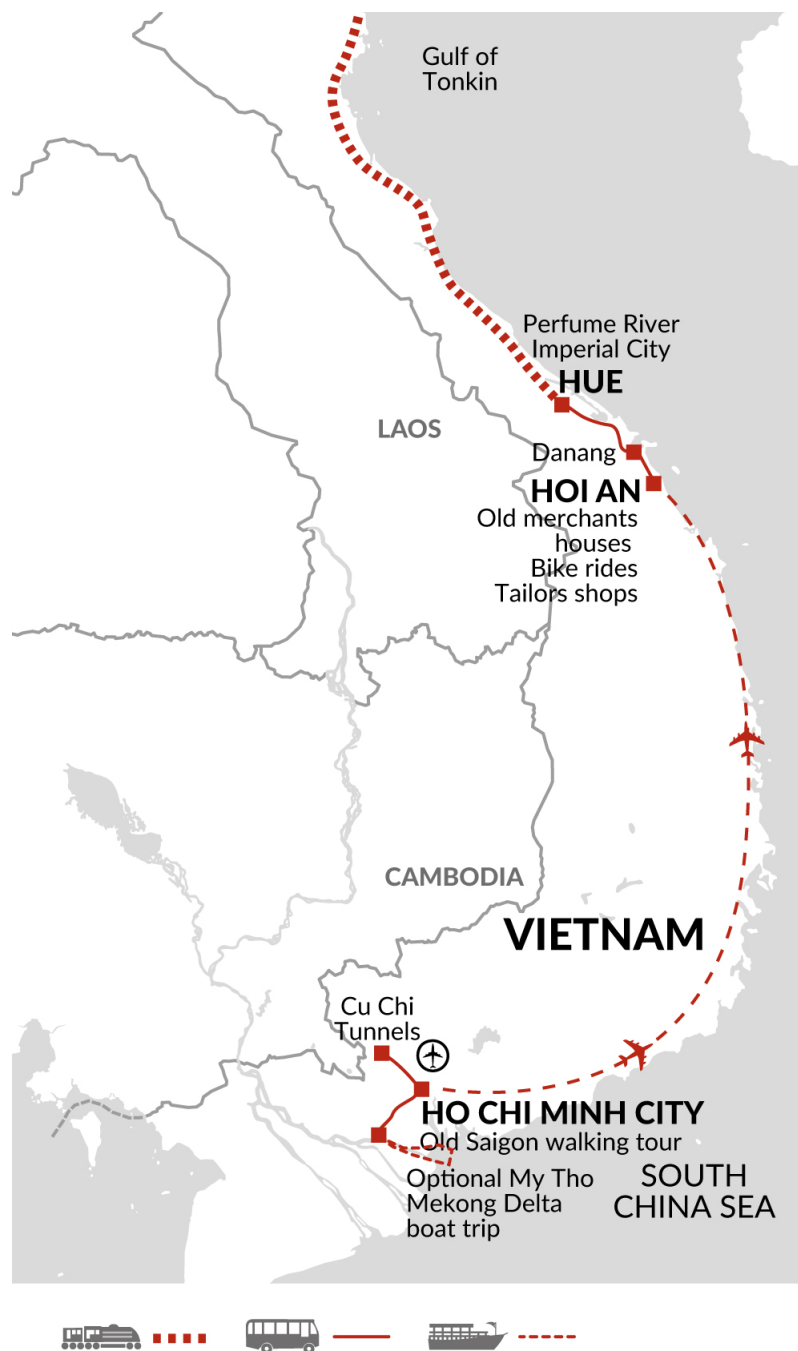 Gulf of
Tonkin
Perfume River
Imperial City
HUE
LAOS
Danang
HOI AN
Old merchants
houses
Bike rides
Tailors shops
CAMBODIA
VIETNAM
Cu Chi
Tunnels
HO CHI MINH CITY
Old Saigon walking tour
Optional My Tho
Mekong Delta
boat trip
SOUTH
CHINA SEA